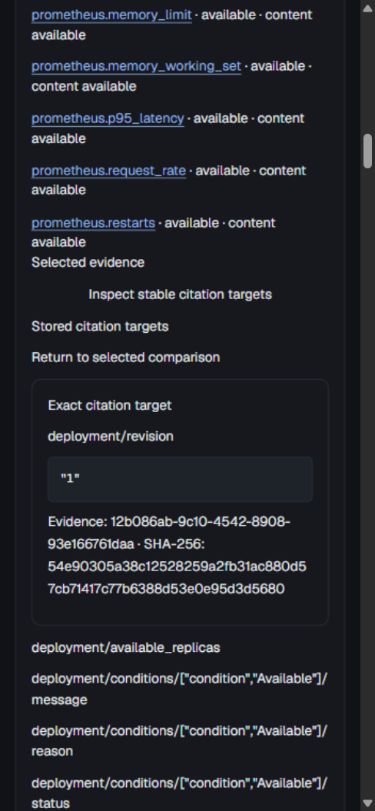 prometheus.memory_limit · available · content
available
prometheus.memory_working_set · available ·
content available
prometheus.p95_latency · available · content
available
prometheus.request_rate · available · content
available
prometheus.restarts · available · content
available
Selected evidence
Inspect stable citation targets
Stored citation targets
Return to selected comparison
Exact citation target
deployment/revision
"1"
Evidence: 12b086ab-9c10-4542-8908-
93e166761daa · SHA-256:
54e90305a38c12528259a2fb31ac880d5
7cb71417c77b6388d53e0e95d3d5680
deployment/available_replicas
deployment/conditions/["condition","Available"]/
message
deployment/conditions/["condition","Available"]/
reason
deployment/conditions/["condition","Available"]/
status